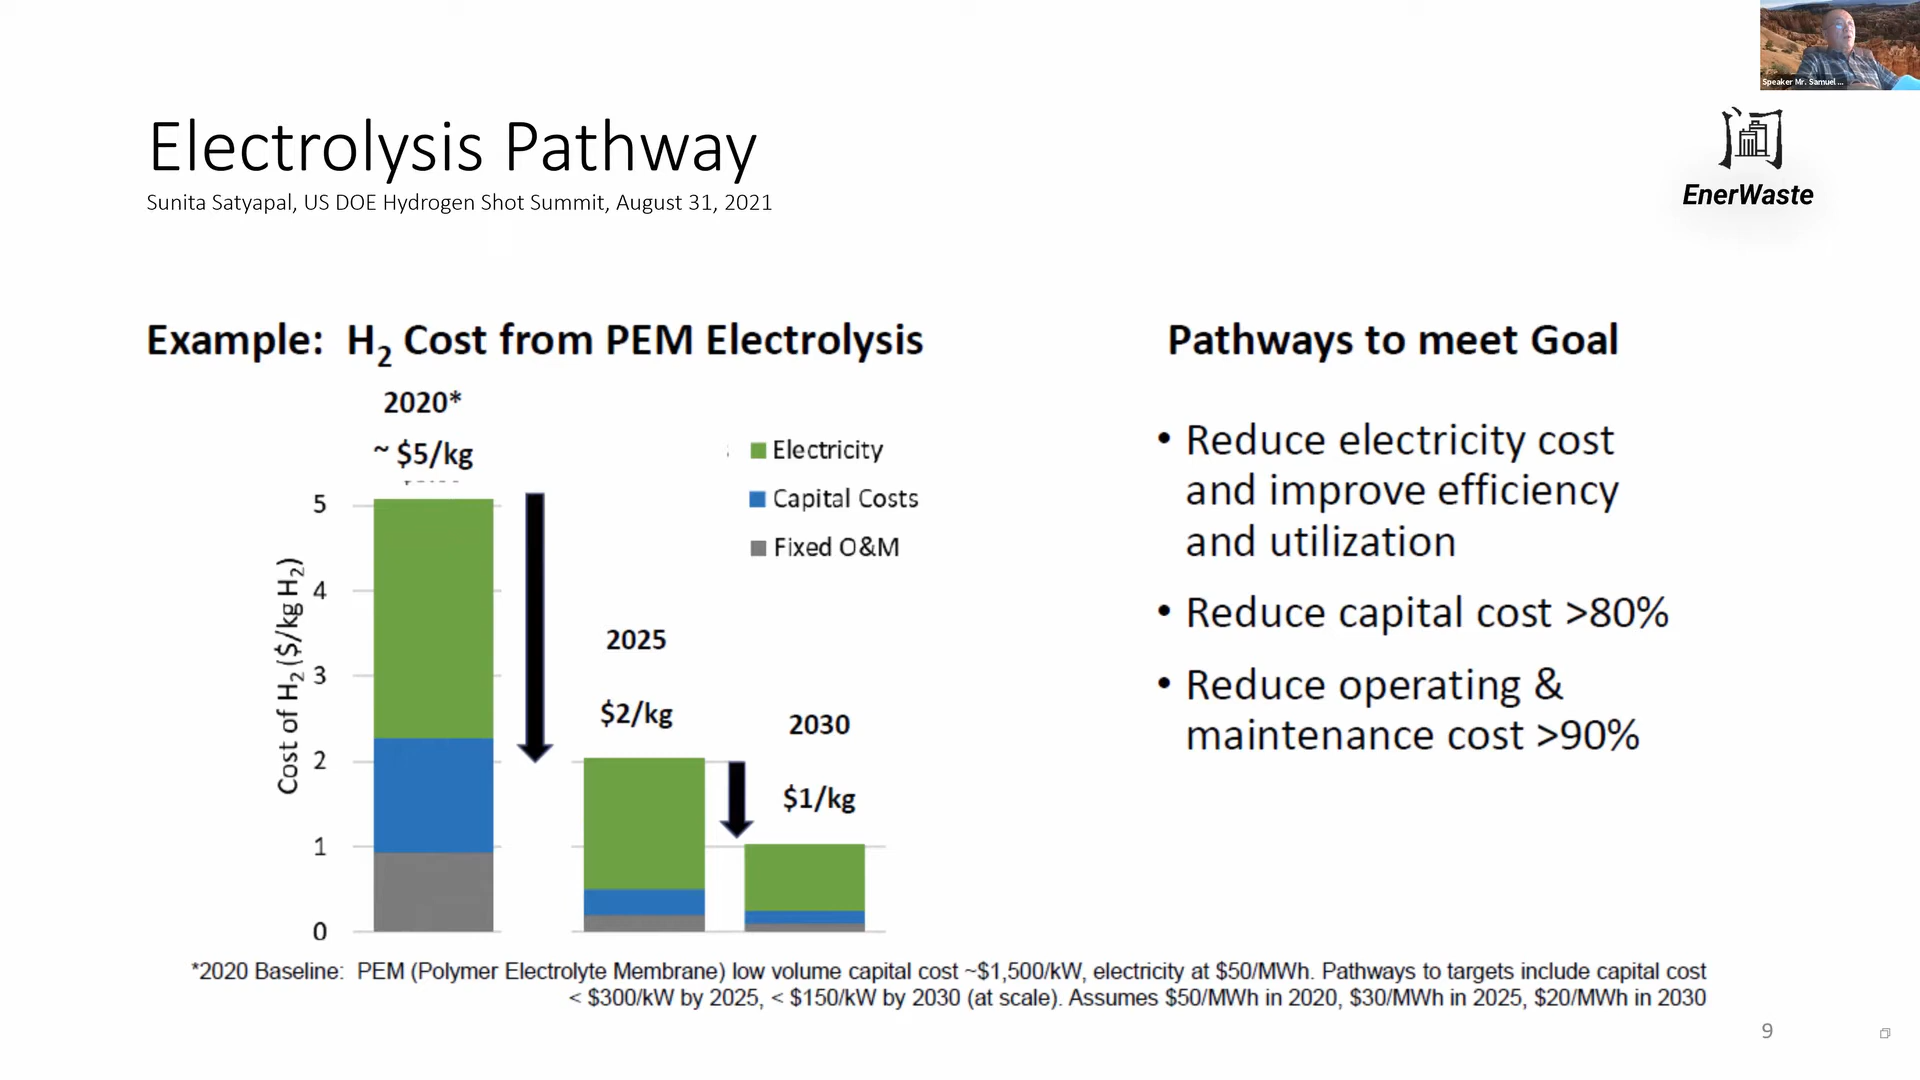 Speaker Mr. Samuel ...
Electrolysis Pathway
Sunita Satyapal, US DOE Hydrogen Shot Summit, August 31, 2021
EnerWaste
Example: H2 Cost from PEM Electrolysis
2020*
~ $5/kg
Electricity
Capital Costs
Fixed O&M
Cost of H2 ($/kg H2)
5
4
3
2
1
0
2025
$2/kg
2030
$1/kg
Pathways to meet Goal
• Reduce electricity cost
and improve efficiency
and utilization
• Reduce capital cost >80%
• Reduce operating &
maintenance cost >90%
*2020 Baseline: PEM (Polymer Electrolyte Membrane) low volume capital cost ~$1,500/kW, electricity at $50/MWh. Pathways to targets include capital cost
< $300/kW by 2025, < $150/kW by 2030 (at scale). Assumes $50/MWh in 2020, $30/MWh in 2025, $20/MWh in 2030
9